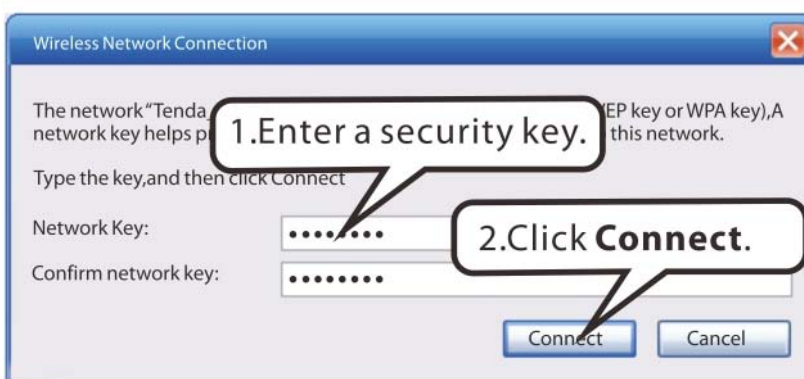 Wireless Network Connection
The network "Tenda_ EP key or WPA key),A
network key helps p this network.
1.Enter a security key.
Type the key,and then click Connect
Network Key: ••••••••
2.Click Connect.
Confirm network key: ••••••••
Connect Cancel